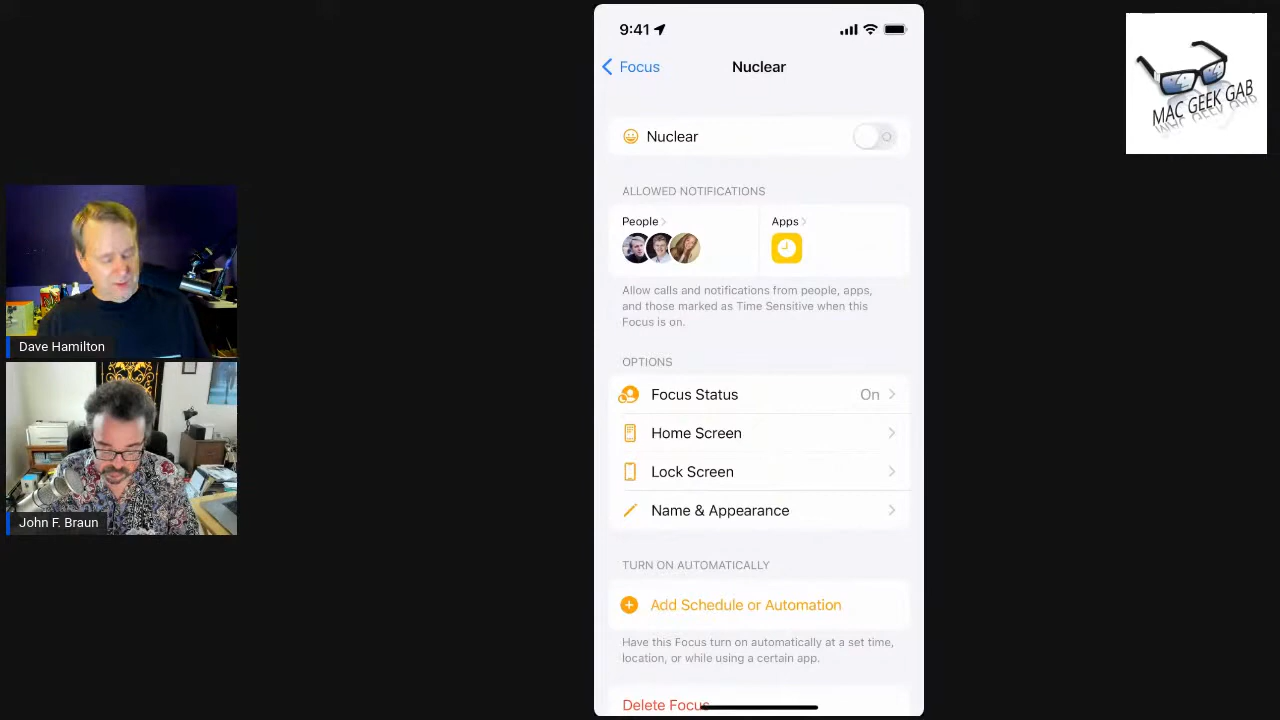 9:41
Focus
Nuclear
Nuclear
ALLOWED NOTIFICATIONS
People
Apps
Allow calls and notifications from people, apps,
and those marked as Time Sensitive when this
Focus is on.
OPTIONS
Focus Status On
Home Screen
Lock Screen
Name & Appearance
TURN ON AUTOMATICALLY
Add Schedule or Automation
Have this Focus turn on automatically at a set time,
location, or while using a certain app.
Delete Focus
Dave Hamilton
John F. Braun
MAC GEEK GAB